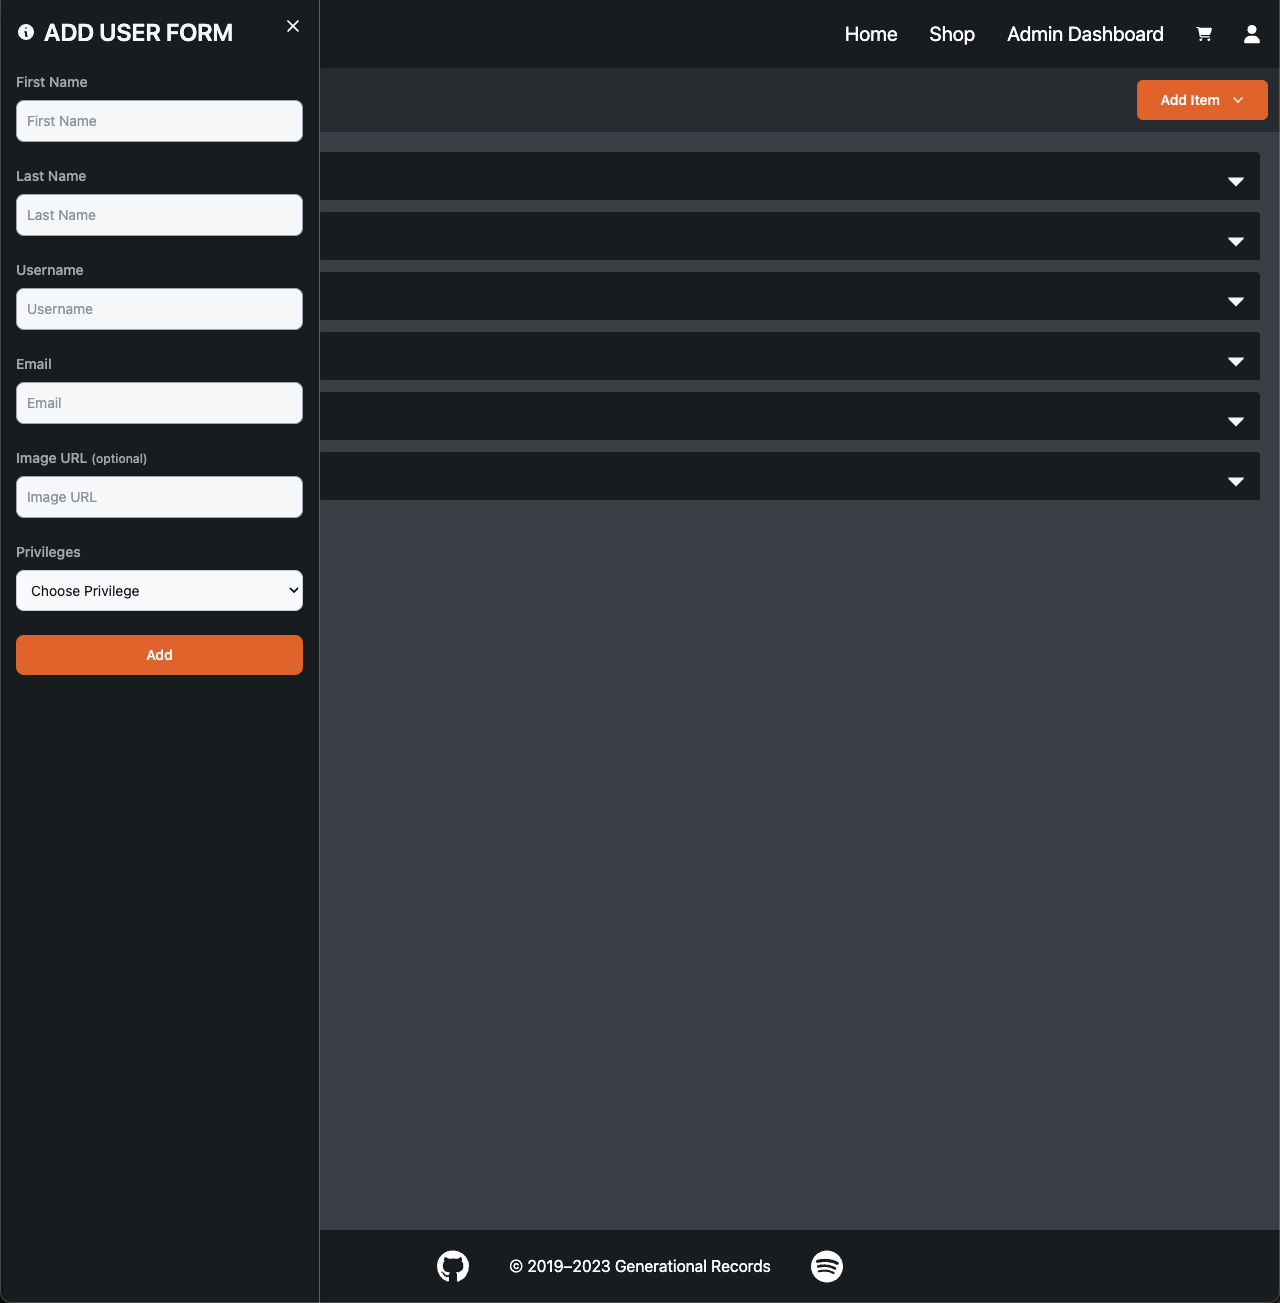 ADD USER FORM
Home Shop Admin Dashboard
Add Item
First Name
First Name
Last Name
Last Name
Username
Username
Email
Email
Image URL (optional)
Image URL
Privileges
Choose Privilege
Add
© 2019–2023 Generational Records